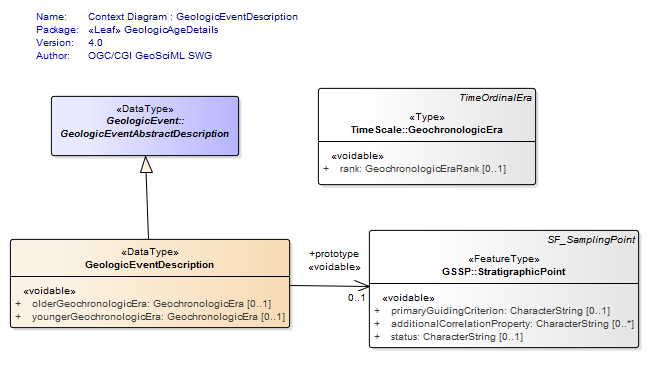 Name: Context Diagram : GeologicEventDescription
Package: «Leaf» GeologicAgeDetails
Version: 4.0
Author: OGC/CGI GeoSciML SWG
«DataType»
GeologicEvent::
GeologicEventAbstractDescription
TimeOrdinalEra
«Type»
TimeScale::GeochronologicEra
«voidable»
+ rank: GeochronologicEraRank [0..1]
«DataType»
GeologicEventDescription
«voidable»
+ olderGeochronologicEra: GeochronologicEra [0..1]
+ youngerGeochronologicEra: GeochronologicEra [0..1]
+prototype
«voidable»
0..1
SF_SamplingPoint
«FeatureType»
GSSP::StratigraphicPoint
«voidable»
+ primaryGuidingCriterion: CharacterString [0..1]
+ additionalCorrelationProperty: CharacterString [0..*]
+ status: CharacterString [0..1]